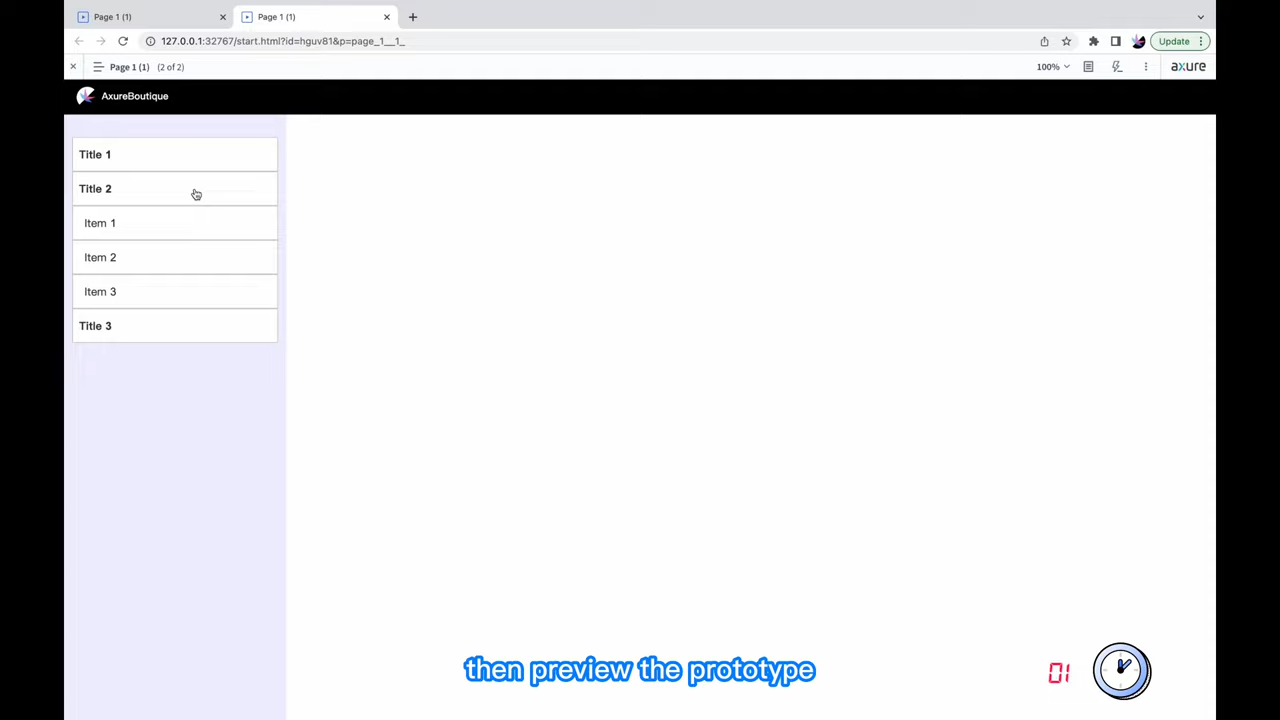 Page 1 (1)
Page 1 (1)
127.0.0.1:32767/start.html?id=hguv81&p=page_1__1_
Update
Page 1 (1) (2 of 2)
100%
axure
AxureBoutique
Title 1
Title 2
Item 1
Item 2
Item 3
Title 3
then preview the prototype
01